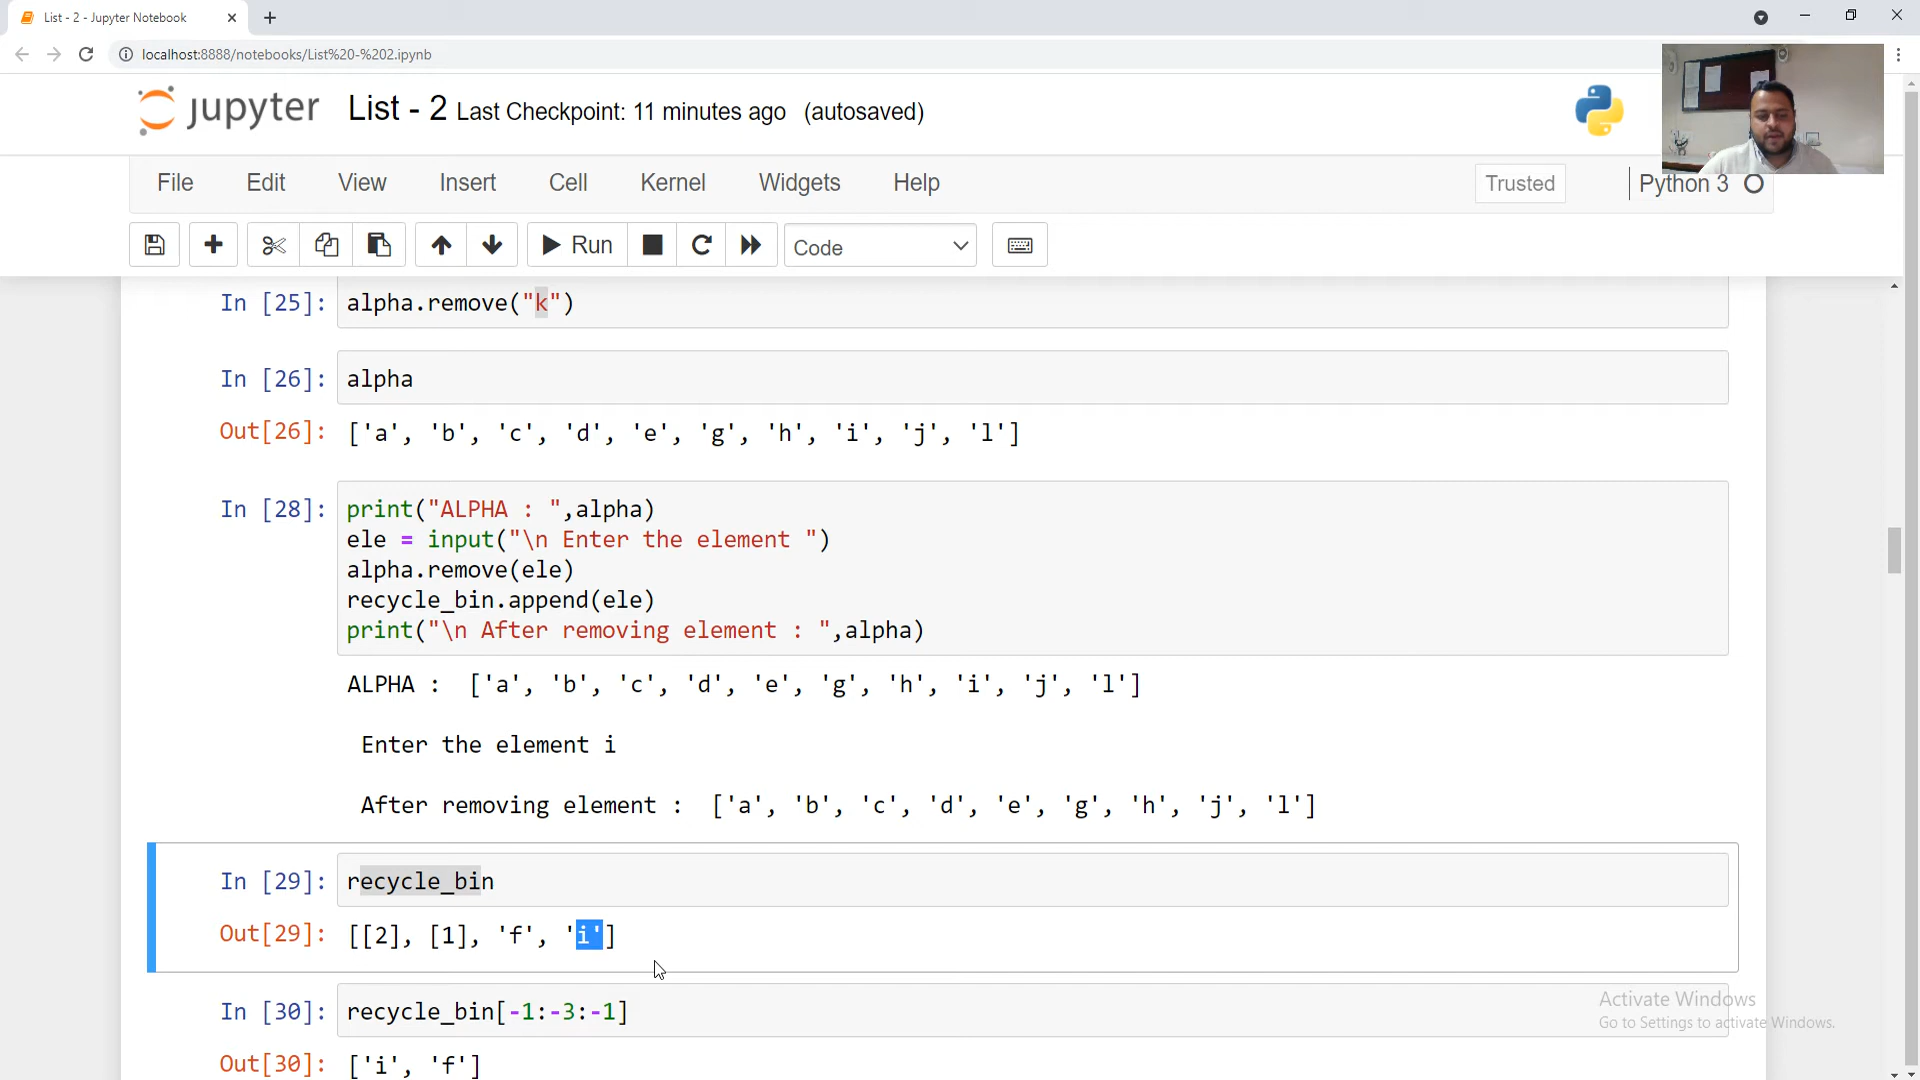 List - 2 - Jupyter Notebook
localhost:8888/notebooks/List%20-%202.ipynb
jupyter List - 2 Last Checkpoint: 11 minutes ago (autosaved)
File Edit View Insert Cell Kernel Widgets Help Trusted Python 3
Run Code
In [25]: alpha.remove("k")
In [26]: alpha
Out[26]: ['a', 'b', 'c', 'd', 'e', 'g', 'h', 'i', 'j', 'l']
In [28]: print("ALPHA : ",alpha)
ele = input("\n Enter the element ")
alpha.remove(ele)
recycle_bin.append(ele)
print("\n After removing element : ",alpha)
ALPHA : ['a', 'b', 'c', 'd', 'e', 'g', 'h', 'i', 'j', 'l']
Enter the element i
After removing element : ['a', 'b', 'c', 'd', 'e', 'g', 'h', 'j', 'l']
In [29]: recycle_bin
Out[29]: [[2], [1], 'f', 'i']
In [30]: recycle_bin[-1:-3:-1]
Out[30]: ['i', 'f']
Activate Windows
Go to Settings to activate Windows.